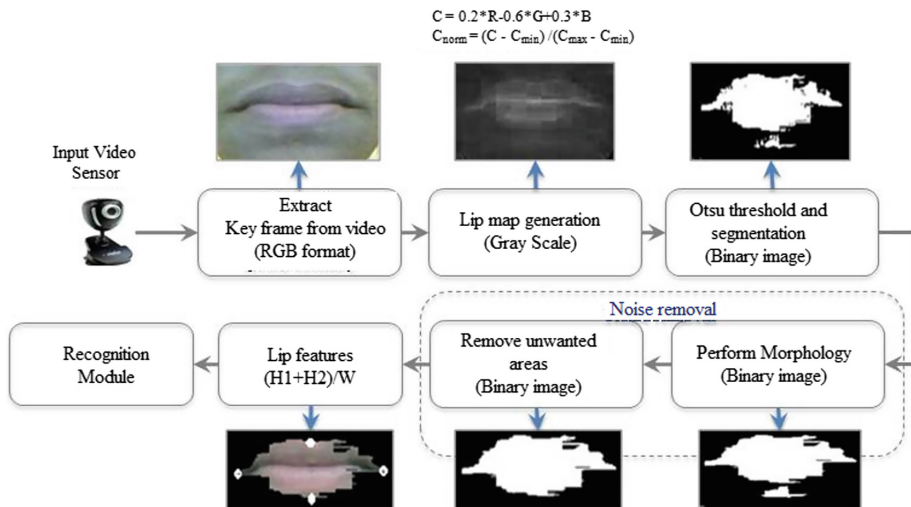 C = 0.2*R-0.6*G+0.3*B
Cnorm = (C - Cmin) /(Cmax - Cmin)
Input Video
Sensor
Extract
Key frame from video
(RGB format)
Lip map generation
(Gray Scale)
Otsu threshold and
segmentation
(Binary image)
Noise removal
Recognition
Module
Lip features
(H1+H2)/W
Remove unwanted
areas
(Binary image)
Perform Morphology
(Binary image)